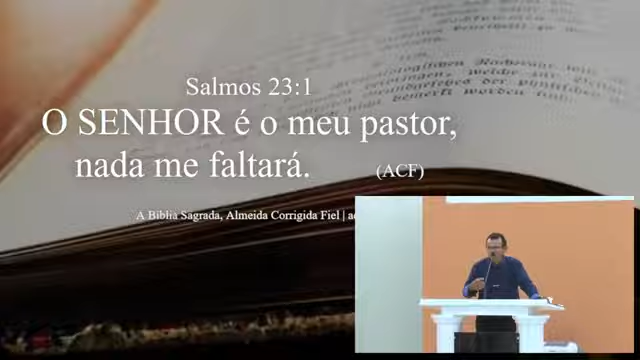 Salmos 23:1
O SENHOR é o meu pastor,
nada me faltará. (ACF)
A Bíblia Sagrada, Almeida Corrigida Fiel |